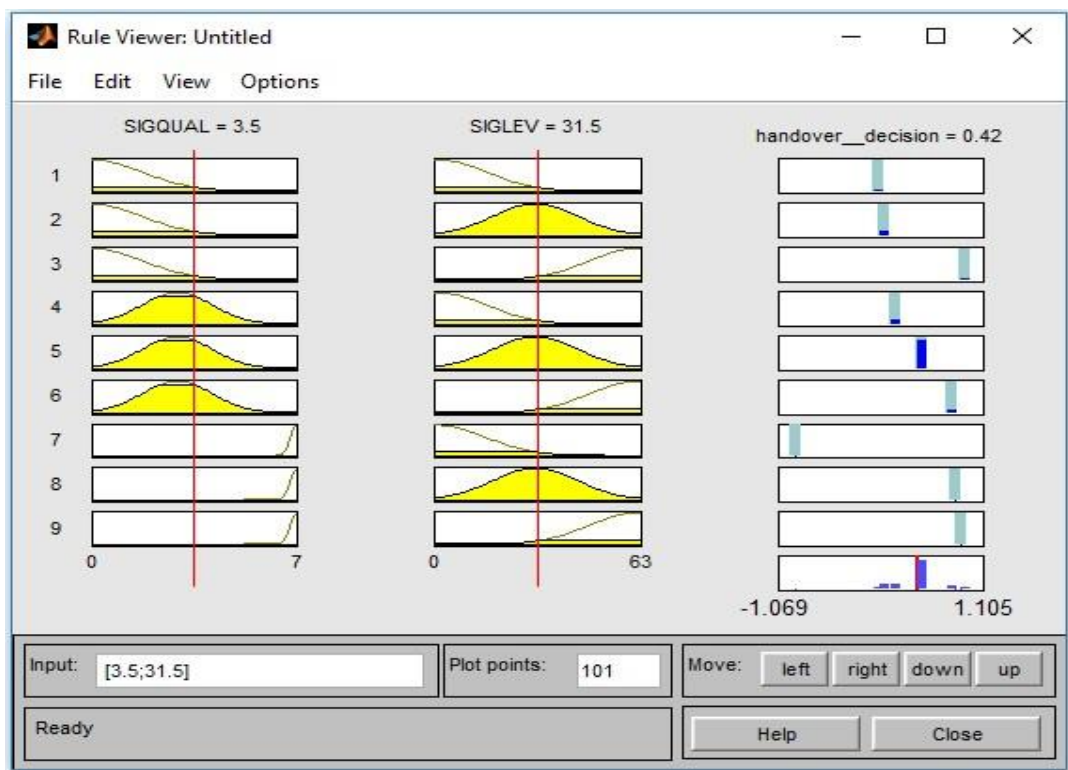 Rule Viewer: Untitled
File Edit View Options
SIGQUAL = 3.5
SIGLEV = 31.5
handover__decision = 0.42
1
2
3
4
5
6
7
8
9
0 7
0 63
-1.069 1.105
Input: [3.5;31.5]
Plot points: 101
Move: left right down up
Ready
Help Close